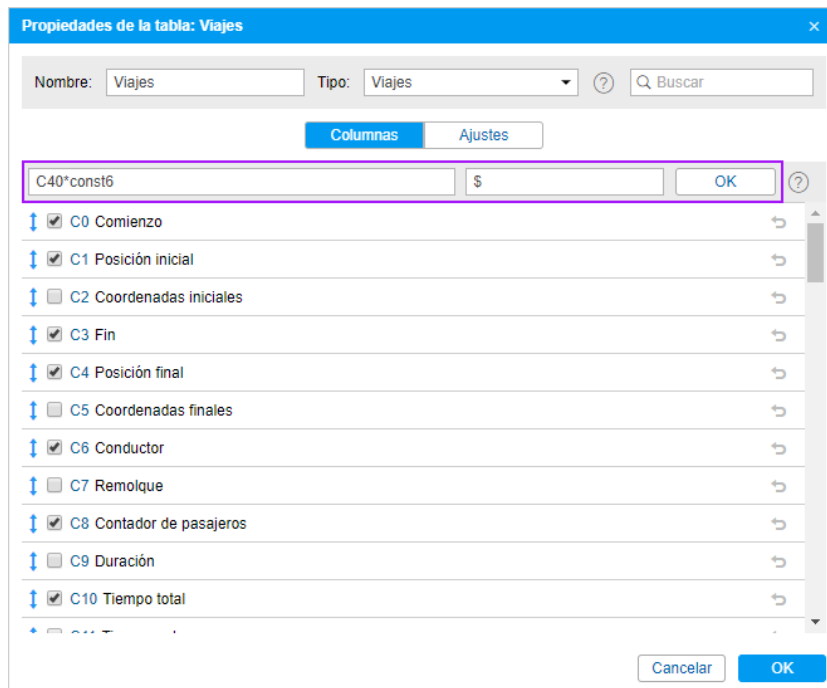 Propiedades de la tabla: Viajes ×
Nombre: Viajes Tipo: Viajes ? Buscar
Columnas Ajustes
C40*const6 $ OK ?
C0 Comienzo
C1 Posición inicial
C2 Coordenadas iniciales
C3 Fin
C4 Posición final
C5 Coordenadas finales
C6 Conductor
C7 Remolque
C8 Contador de pasajeros
C9 Duración
C10 Tiempo total
Cancelar OK